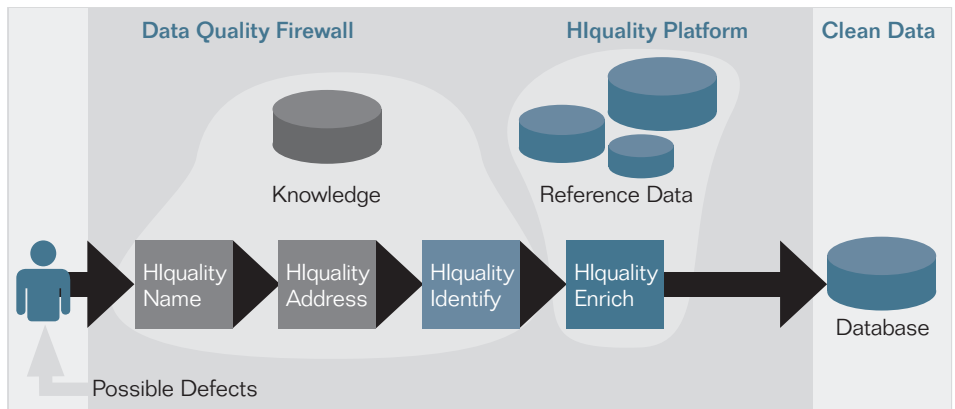 Data Quality Firewall
HIquality Platform
Clean Data
Knowledge
Reference Data
HIquality
Name
HIquality
Address
HIquality
Identify
HIquality
Enrich
Database
Possible Defects